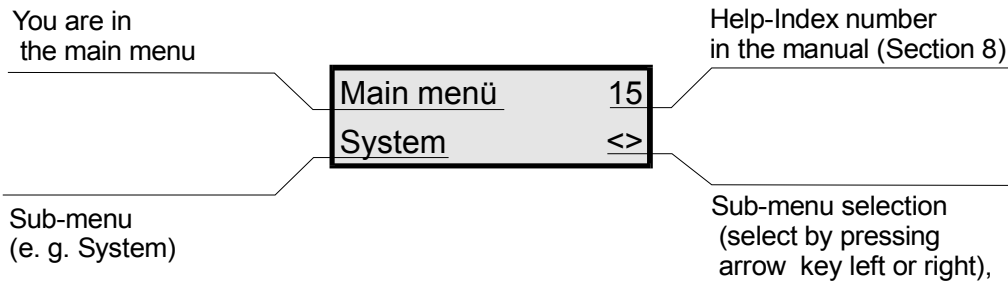 You are in
the main menu
Help-Index number
in the manual (Section 8)
Main menü 15
System <>
Sub-menu
(e. g. System)
Sub-menu selection
(select by pressing
arrow key left or right),